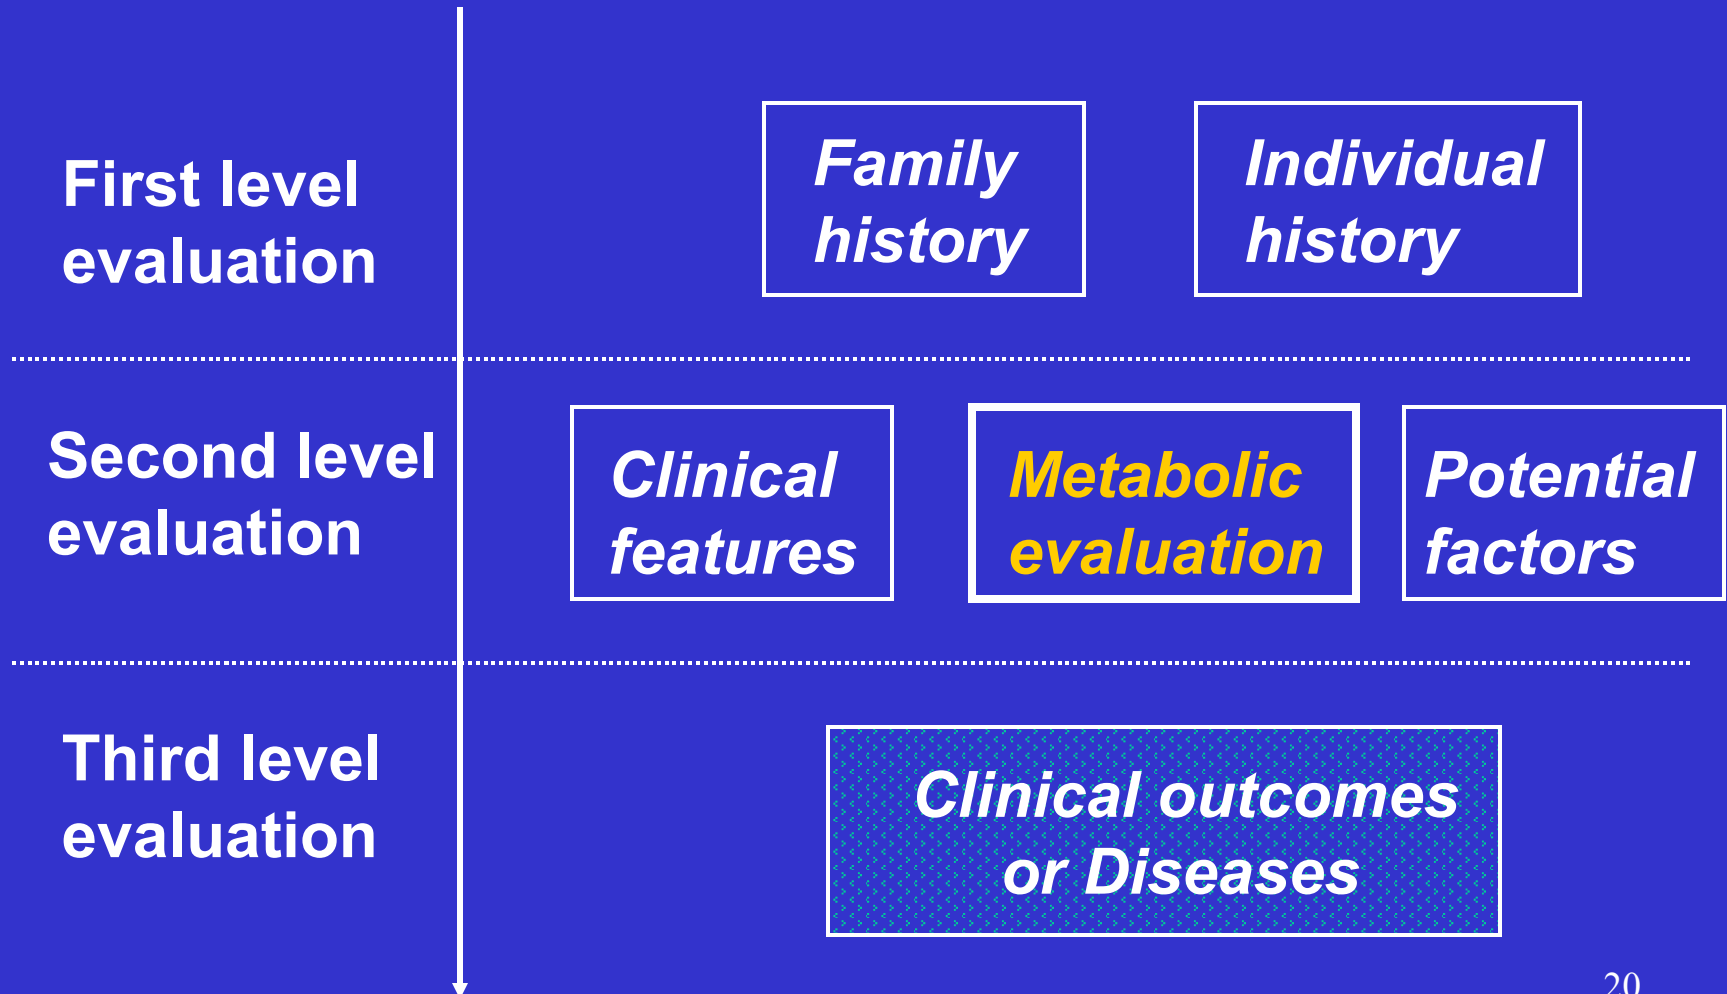 First level
evaluation
Family
history
Individual
history
Second level
evaluation
Clinical
features
Metabolic
evaluation
Potential
factors
Third level
evaluation
Clinical outcomes
or Diseases
20